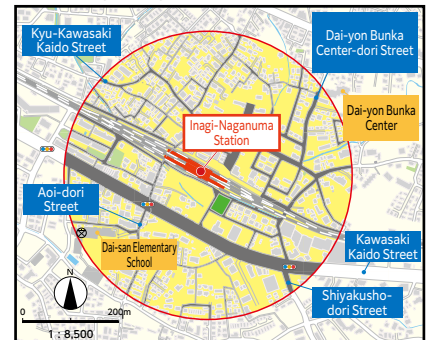 Kyu-Kawasaki
Kaido Street
Dai-yon Bunka
Center-dori Street
Dai-yon Bunka
Center
Inagi-Naganuma
Station
Aoi-dori
Street
Dai-san Elementary
School
Kawasaki
Kaido Street
Shiyakusho-
dori Street
N
0 200m
1 : 8,500